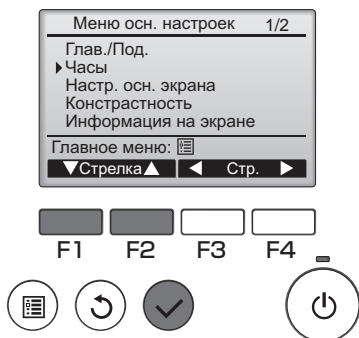 Меню осн. настроек 1/2
Глав./Под.
Часы
Настр. осн. экрана
Констрастность
Информация на экране
Главное меню:
▼Стрелка▲ ◀ Стр. ▶
F1 F2 F3 F4